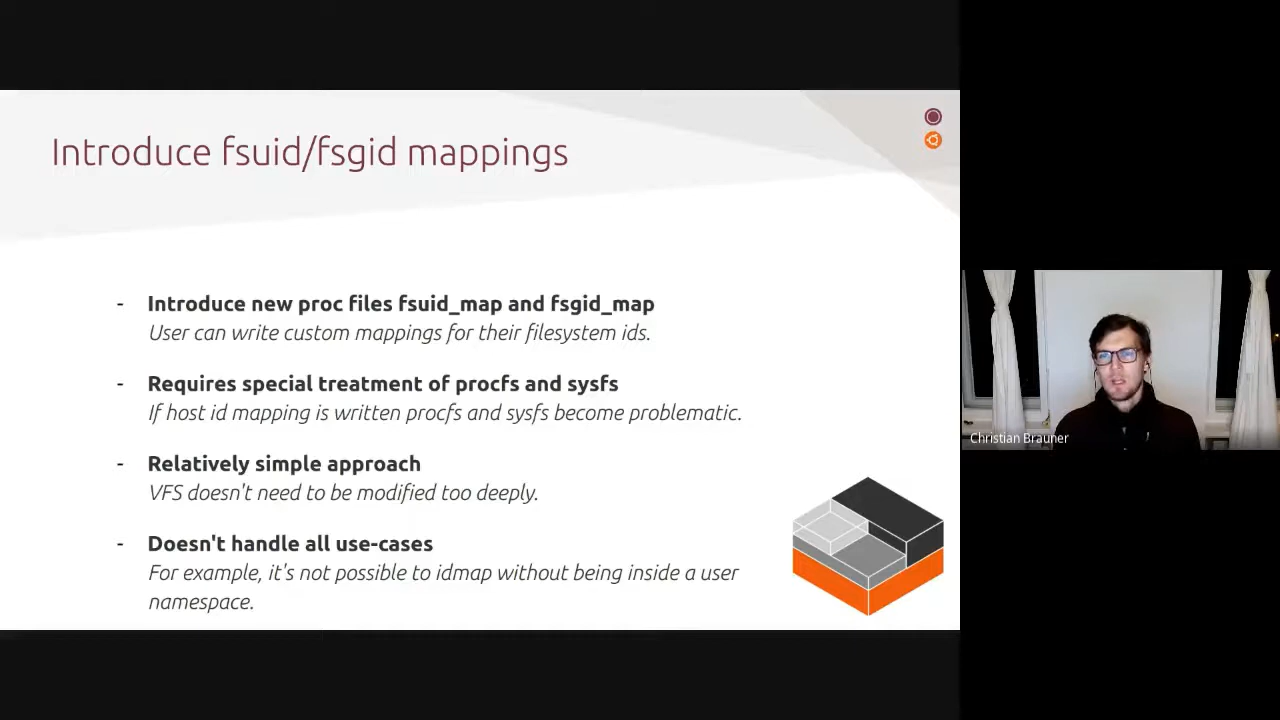 Introduce fsuid/fsgid mappings
- Introduce new proc files fsuid_map and fsgid_map
User can write custom mappings for their filesystem ids.
- Requires special treatment of procfs and sysfs
If host id mapping is written procfs and sysfs become problematic.
- Relatively simple approach
VFS doesn't need to be modified too deeply.
- Doesn't handle all use-cases
For example, it's not possible to idmap without being inside a user
namespace.
Christian Brauner